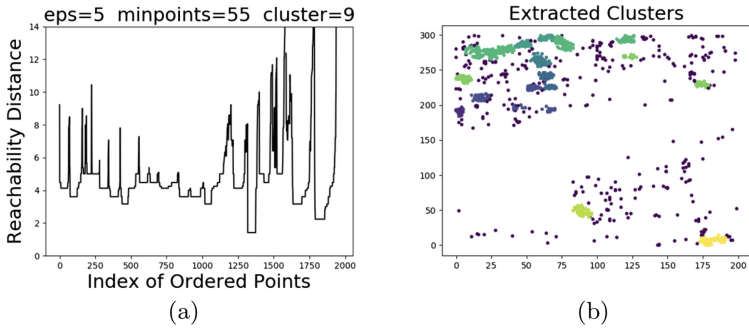 eps=5 minpoints=55 cluster=9
14
12
10
8
6
4
2
0
Reachability Distance
0 250 500 750 1000 1250 1500 1750 2000
Index of Ordered Points
(a)
Extracted Clusters
300
250
200
150
100
50
0
0 25 50 75 100 125 150 175 200
(b)